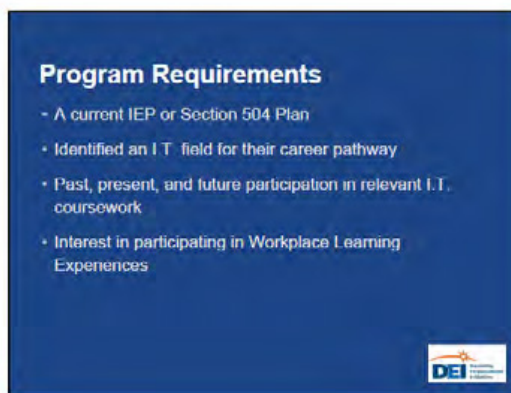 Program Requirements
- A current IEP or Section 504 Plan
• Identified an I T field for their career pathway
• Past, present, and future participation in relevant I.T.
coursework
• Interest in participating in Workplace Learning
Experiences
DEI